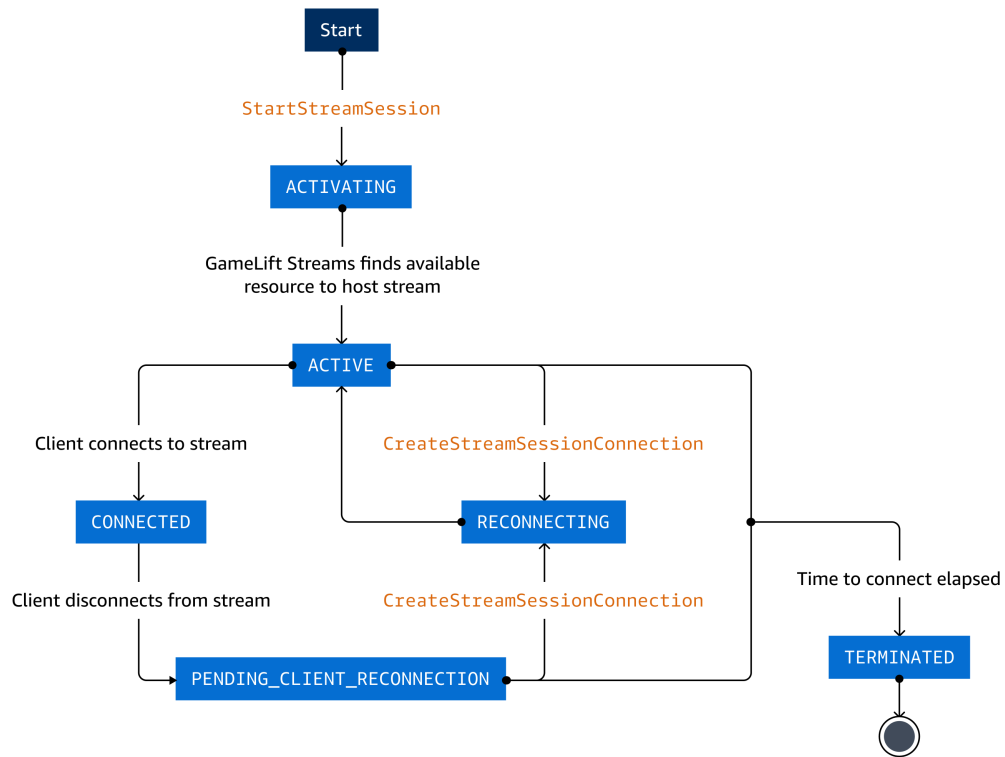 Start
StartStreamSession
ACTIVATING
GameLift Streams finds available
resource to host stream
ACTIVE
Client connects to stream
CreateStreamSessionConnection
CONNECTED
RECONNECTING
Time to connect elapsed
Client disconnects from stream
CreateStreamSessionConnection
TERMINATED
PENDING_CLIENT_RECONNECTION